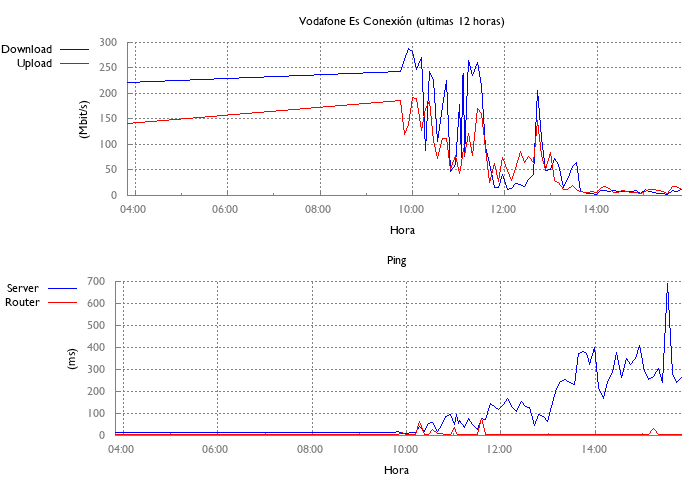 Vodafone Es Conexión (ultimas 12 horas)
Download
Upload
(Mbit/s)
300
250
200
150
100
50
0
04:00 06:00 08:00 10:00 12:00 14:00
Hora
Ping
Server
Router
(ms)
700
600
500
400
300
200
100
0
04:00 06:00 08:00 10:00 12:00 14:00
Hora